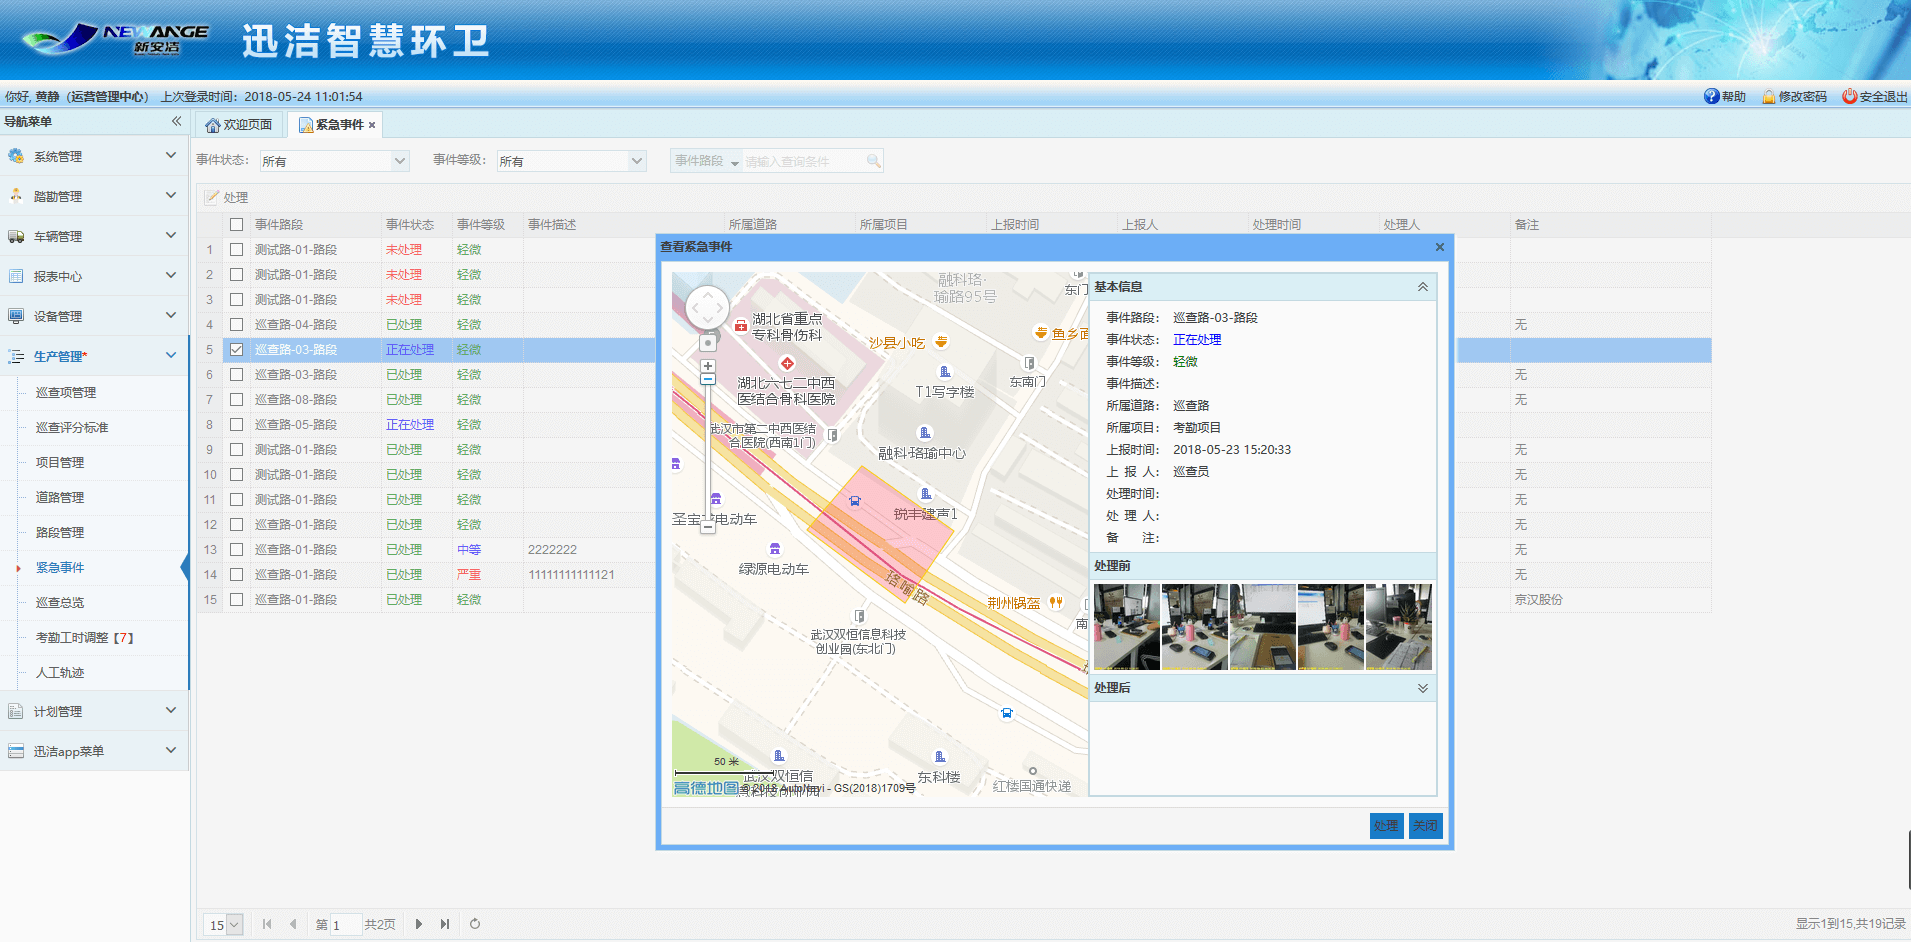 NEWANGE
新安洁
迅洁智慧环卫
你好, 黄静（运营管理中心） 上次登录时间：2018-05-24 11:01:54
帮助 修改密码 安全退出
导航菜单
欢迎页面 紧急事件
系统管理
踏勘管理
车辆管理
报表中心
设备管理
生产管理*
巡查项管理
巡查评分标准
项目管理
道路管理
路段管理
紧急事件
巡查总览
考勤工时调整【7】
人工轨迹
计划管理
迅洁app菜单
事件状态: 所有 事件等级: 所有 事件路段 请输入查询条件
处理
事件路段 事件状态 事件等级 事件描述 所属道路 所属项目 上报时间 上报人 处理时间 处理人 备注
1 测试路-01-路段 未处理 轻微
2 测试路-01-路段 未处理 轻微
3 测试路-01-路段 未处理 轻微
4 巡查路-04-路段 已处理 轻微 无
5 巡查路-03-路段 正在处理 轻微
6 巡查路-03-路段 已处理 轻微 无
7 巡查路-08-路段 已处理 轻微 无
8 巡查路-05-路段 正在处理 轻微
9 测试路-01-路段 已处理 轻微 无
10 测试路-01-路段 已处理 轻微 无
11 测试路-01-路段 已处理 轻微 无
12 巡查路-01-路段 已处理 轻微 无
13 巡查路-01-路段 已处理 中等 2222222 无
14 巡查路-01-路段 已处理 严重 11111111111121 无
15 巡查路-01-路段 已处理 轻微 京汉股份
查看紧急事件
融科珞·
瑜路95号
东门
湖北省重点
专科骨伤科
沙县小吃
鱼乡面
东南门
湖北六七二中西
医结合骨科医院
T1写字楼
武汉市第二中西医结
合医院(西南1门)
融科·珞瑜中心
圣宝
电动车
锐丰建声1
绿源电动车
珞喻路
荆州锅盔
南
武汉双恒信息科技
创业园(东北门)
50 米
武汉双恒信
东科楼
红楼国通快递
高德地图 © 2018 AutoNavi - GS(2018)1709号
基本信息
事件路段: 巡查路-03-路段
事件状态: 正在处理
事件等级: 轻微
事件描述:
所属道路: 巡查路
所属项目: 考勤项目
上报时间: 2018-05-23 15:20:33
上 报 人: 巡查员
处理时间:
处 理 人:
备 注:
处理前
处理后
处理 关闭
15 第 1 共2页
显示1到15,共19记录